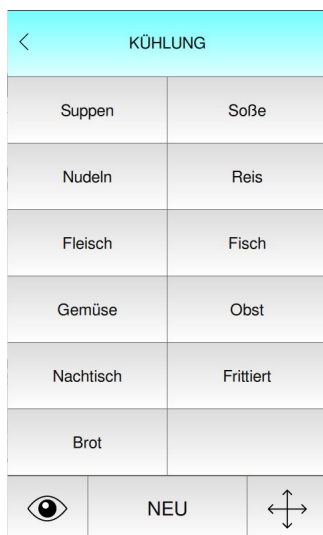 KÜHLUNG
Suppen Soße
Nudeln Reis
Fleisch Fisch
Gemüse Obst
Nachtisch Frittiert
Brot
NEU